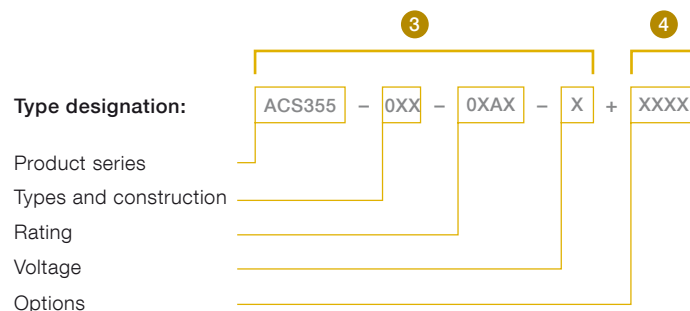 3 4
Type designation: ACS355 – 0XX – 0XAX – X + XXXX
Product series
Types and construction
Rating
Voltage
Options